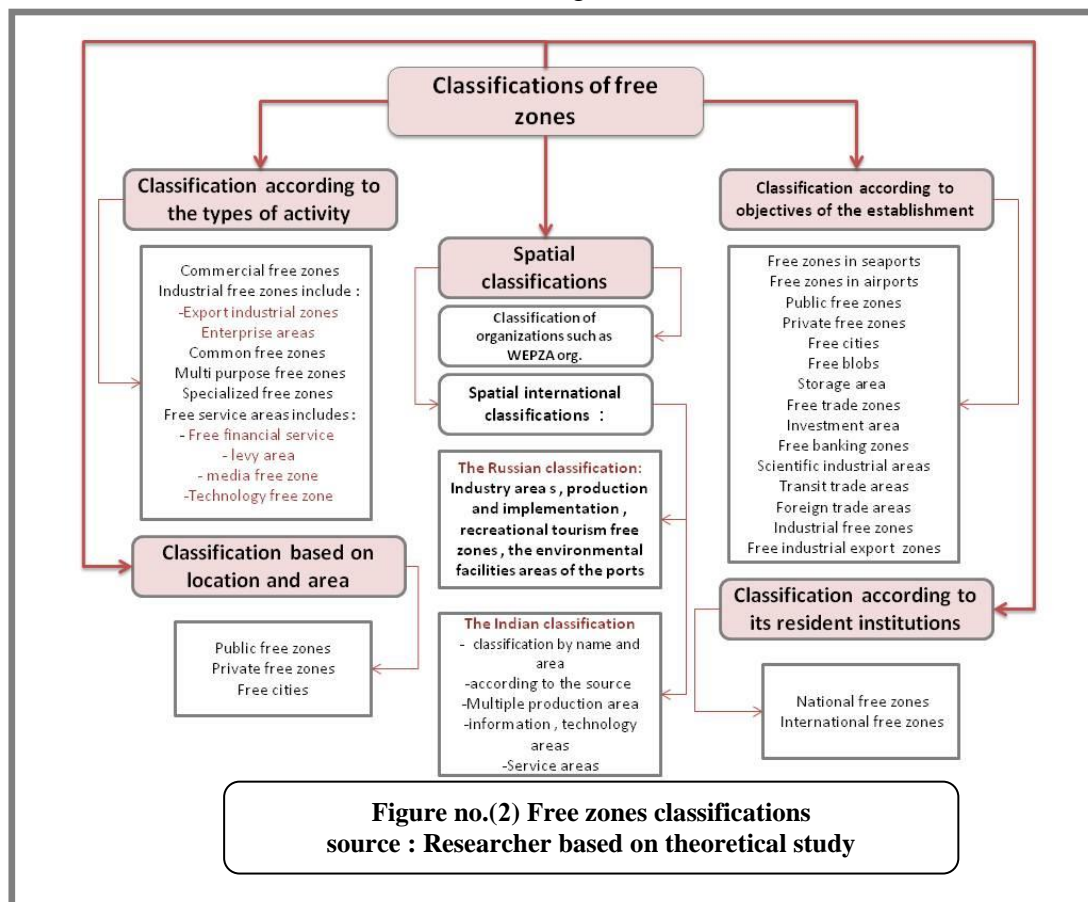 Classifications of free
zones
Classification according to
the types of activity
Commercial free zones
Industrial free zones include :
-Export industrial zones
Enterprise areas
Common free zones
Multi purpose free zones
Specialized free zones
Free service areas includes :
- Free financial service
- levy area
- media free zone
-Technology free zone
Classification based on
location and area
Public free zones
Private free zones
Free cities
Spatial
classifications
Classification of
organizations such as
WEPZA org.
Spatial international
classifications :
The Russian classification:
Industry area s , production
and implementation ,
recreational tourism free
zones , the environmental
facilities areas of the ports
The Indian classification
- classification by name and
area
-according to the source
-Multiple production area
-information , technology
areas
-Service areas
Classification according to
objectives of the establishment
Free zones in seaports
Free zones in airports
Public free zones
Private free zones
Free cities
Free blobs
Storage area
Free trade zones
Investment area
Free banking zones
Scientific industrial areas
Transit trade areas
Foreign trade areas
Industrial free zones
Free industrial export zones
Classification according to
its resident institutions
National free zones
International free zones
Figure no.(2) Free zones classifications
source : Researcher based on theoretical study